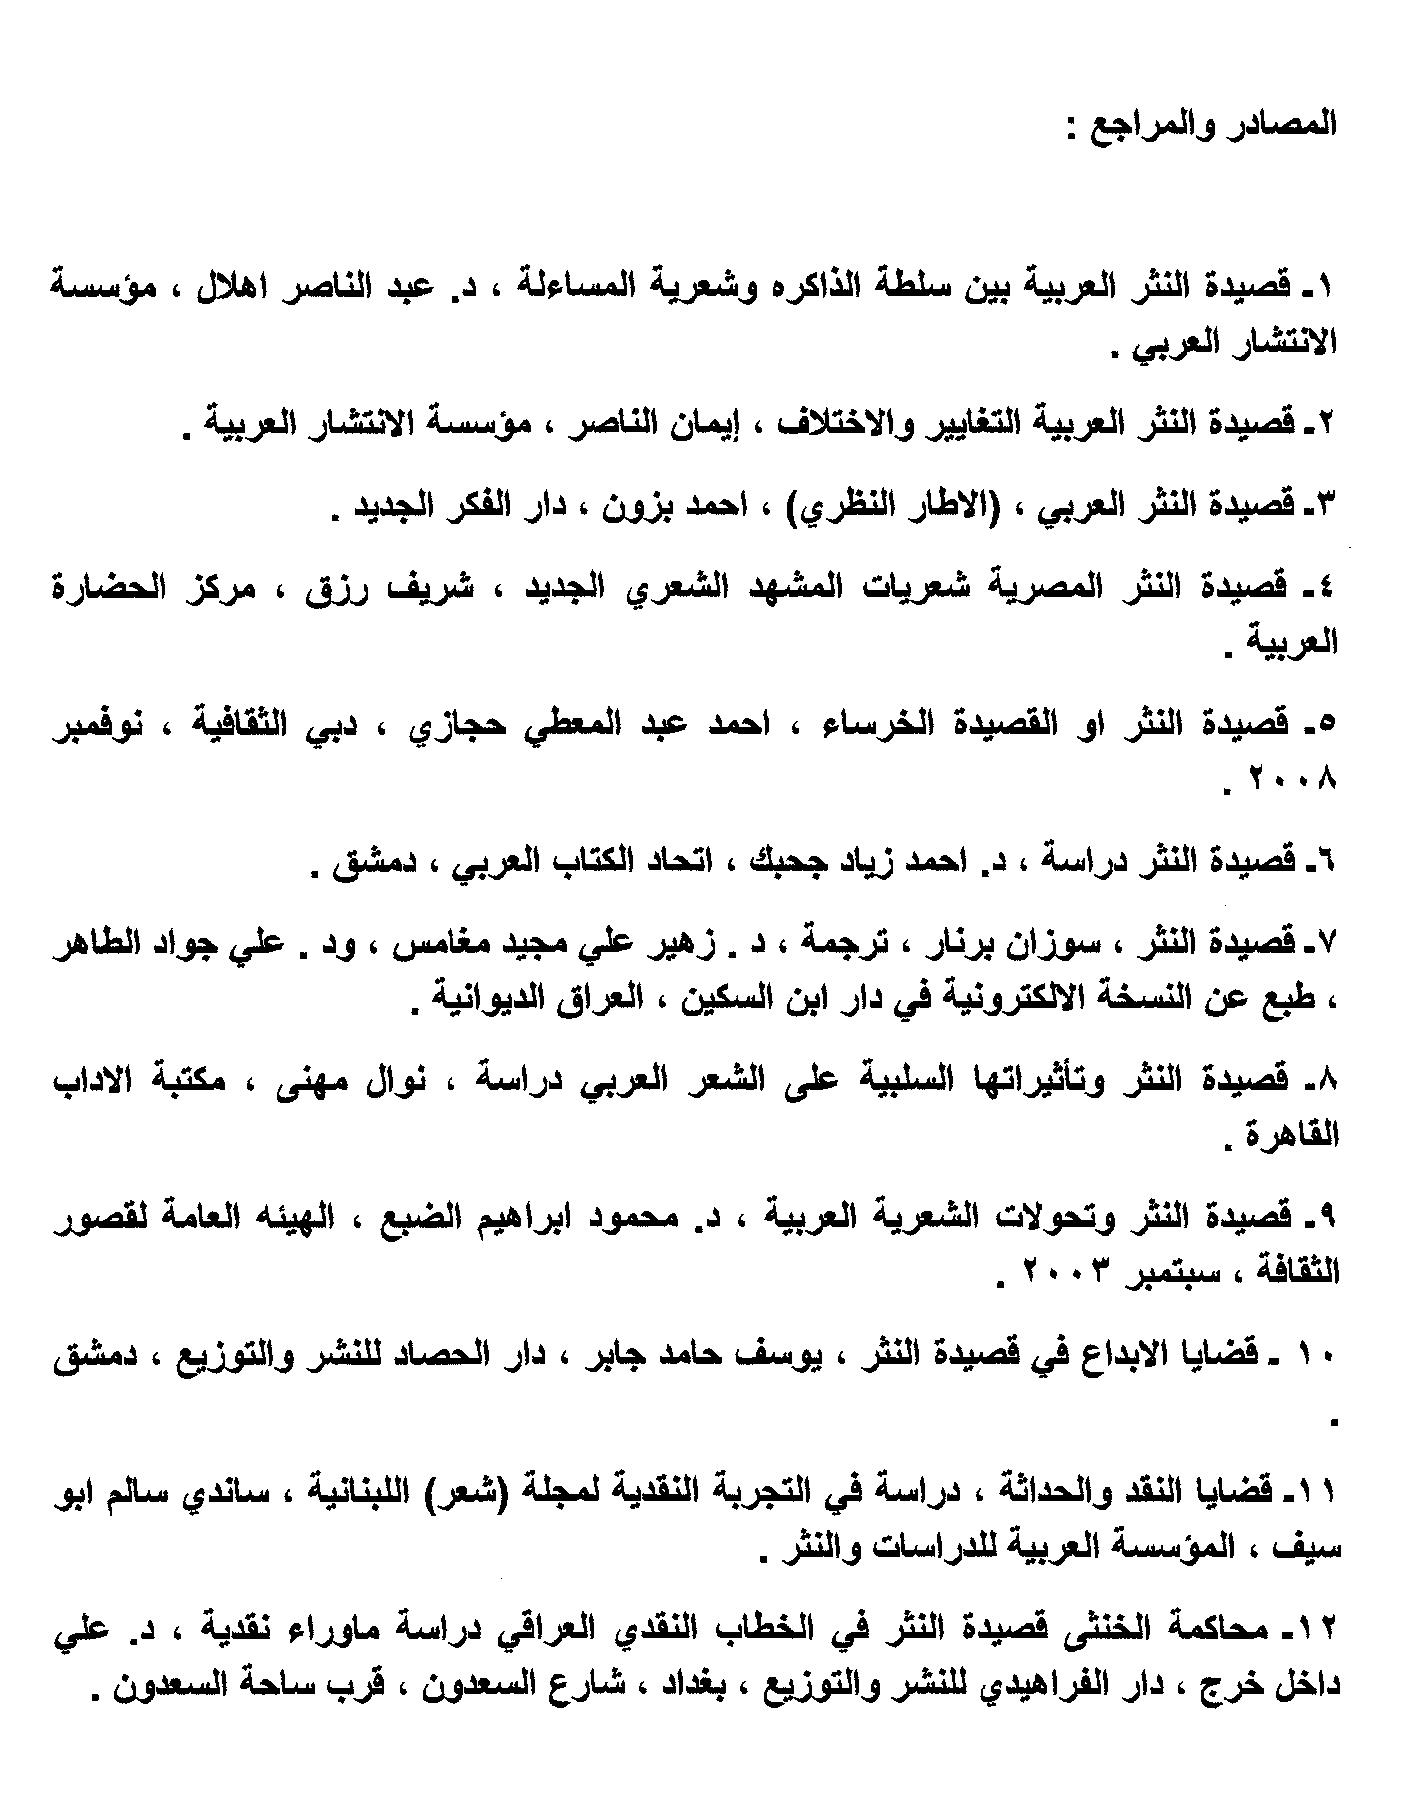 المصادر والمراجع :
١ـ قصيدة النثر العربية بين سلطة الذاكره وشعرية المساءلة ، د. عبد الناصر اهلال ، مؤسسة
الانتشار العربي .
٢ـ قصيدة النثر العربية التغايير والاختلاف ، إيمان الناصر ، مؤسسة الانتشار العربية .
٣ـ قصيدة النثر العربي ، (الاطار النظري) ، احمد بزون ، دار الفكر الجديد .
٤ـ قصيدة النثر المصرية شعريات المشهد الشعري الجديد ، شريف رزق ، مركز الحضارة
العربية .
٥ـ قصيدة النثر او القصيدة الخرساء ، احمد عبد المعطي حجازي ، دبي الثقافية ، نوفمبر
٢٠٠٨ .
٦ـ قصيدة النثر دراسة ، د. احمد زياد جحبك ، اتحاد الكتاب العربي ، دمشق .
٧ـ قصيدة النثر ، سوزان برنار ، ترجمة ، د . زهير علي مجيد مغامس ، ود . علي جواد الطاهر
، طبع عن النسخة الالكترونية في دار ابن السكين ، العراق الديوانية .
٨ـ قصيدة النثر وتأثيراتها السلبية على الشعر العربي دراسة ، نوال مهنى ، مكتبة الاداب
القاهرة .
٩ـ قصيدة النثر وتحولات الشعرية العربية ، د. محمود ابراهيم الضبع ، الهيئه العامة لقصور
الثقافة ، سبتمبر ٢٠٠٣ .
١٠ ـ قضايا الابداع في قصيدة النثر ، يوسف حامد جابر ، دار الحصاد للنشر والتوزيع ، دمشق
.
١١ـ قضايا النقد والحداثة ، دراسة في التجربة النقدية لمجلة (شعر) اللبنانية ، ساندي سالم ابو
سيف ، المؤسسة العربية للدراسات والنثر .
١٢ـ محاكمة الخنثى قصيدة النثر في الخطاب النقدي العراقي دراسة ماوراء نقدية ، د. علي
داخل خرج ، دار الفراهيدي للنشر والتوزيع ، بغداد ، شارع السعدون ، قرب ساحة السعدون .